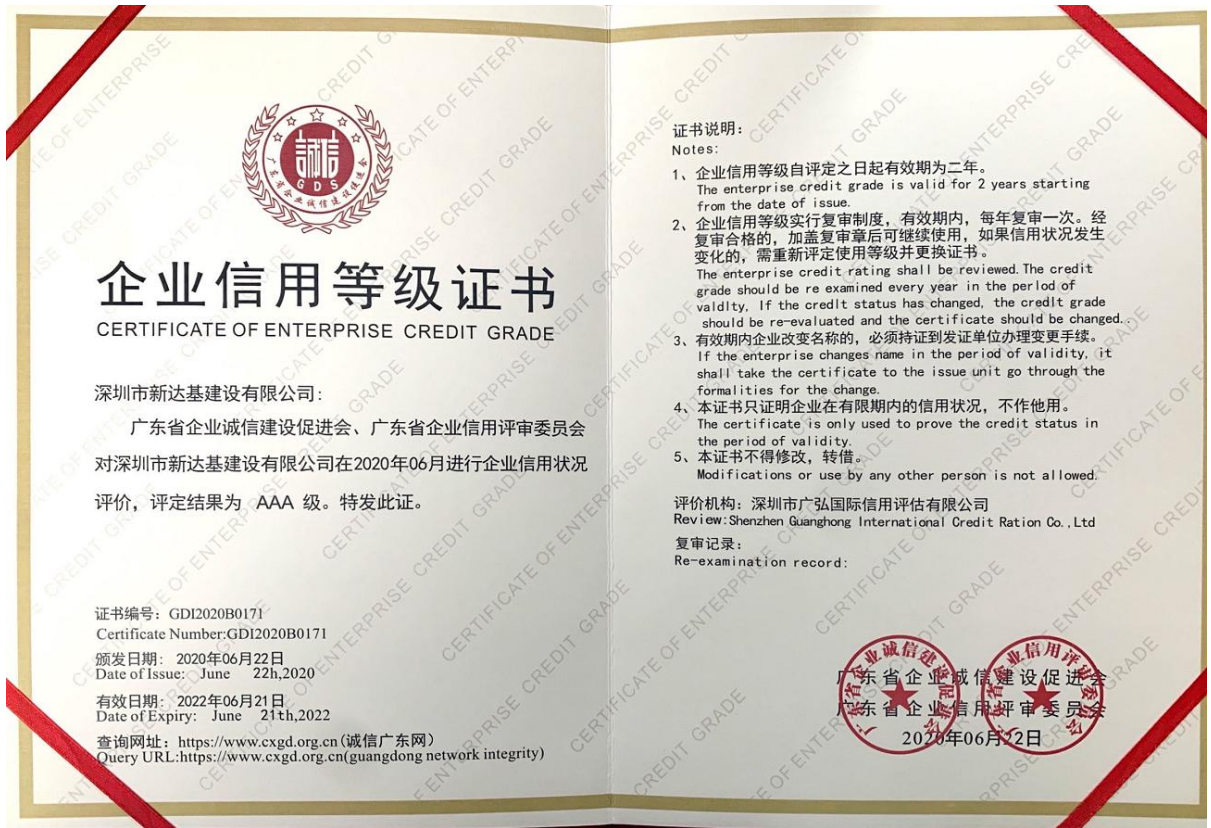 誠信
GDS
广东省企业诚信建设促进会
企业信用等级证书
CERTIFICATE OF ENTERPRISE CREDIT GRADE
深圳市新达基建设有限公司：
广东省企业诚信建设促进会、广东省企业信用评审委员会
对深圳市新达基建设有限公司在2020年06月进行企业信用状况
评价，评定结果为 AAA 级。特发此证。
证书编号：GDI2020B0171
Certificate Number:GDI2020B0171
颁发日期： 2020年06月22日
Date of Issue: June 22h,2020
有效日期： 2022年06月21日
Date of Expiry: June 21th,2022
查询网址：https://www.cxgd.org.cn(诚信广东网)
Query URL:https://www.cxgd.org.cn(guangdong network integrity)
证书说明：
Notes:
1、企业信用等级自评定之日起有效期为二年。
The enterprise credit grade is valid for 2 years starting
from the date of issue.
2、企业信用等级实行复审制度，有效期内，每年复审一次。经
复审合格的，加盖复审章后可继续使用，如果信用状况发生
变化的，需重新评定使用等级并更换证书。
The enterprise credit rating shall be reviewed. The credit
grade should be re examined every year in the perlod of
valdlty, If the credlt status has changed, the credlt grade
should be re-evaluated and the certificate should be changed..
3、有效期内企业改变名称的，必须持证到发证单位办理变更手续。
If the enterprise changes name in the period of validity, it
shall take the certificate to the issue unit go through the
formalities for the change.
4、本证书只证明企业在有限期内的信用状况，不作他用。
The certificate is only used to prove the credit status in
the period of validity.
5、本证书不得修改，转借。
Modifications or use by any other person is not allowed.
评价机构：深圳市广弘国际信用评估有限公司
Review:Shenzhen Guanghong International Credit Ration Co.,Ltd
复审记录：
Re-examination record:
广东省企业诚信建设促进会
广东省企业信用评审委员会
2020年06月22日